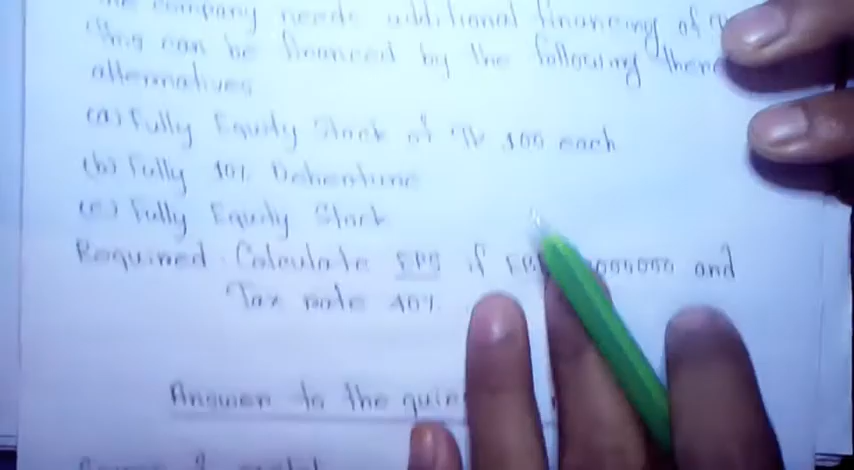 The company needs additional financing of
This can be financed by the following there
alternatives
(a) Fully Equity Stock of Tk 100 each
(b) Fully 10% Debenture
(c) Fully Equity Stock
Required: Calculate EPS if and
Tax rate 40%
Answer to the